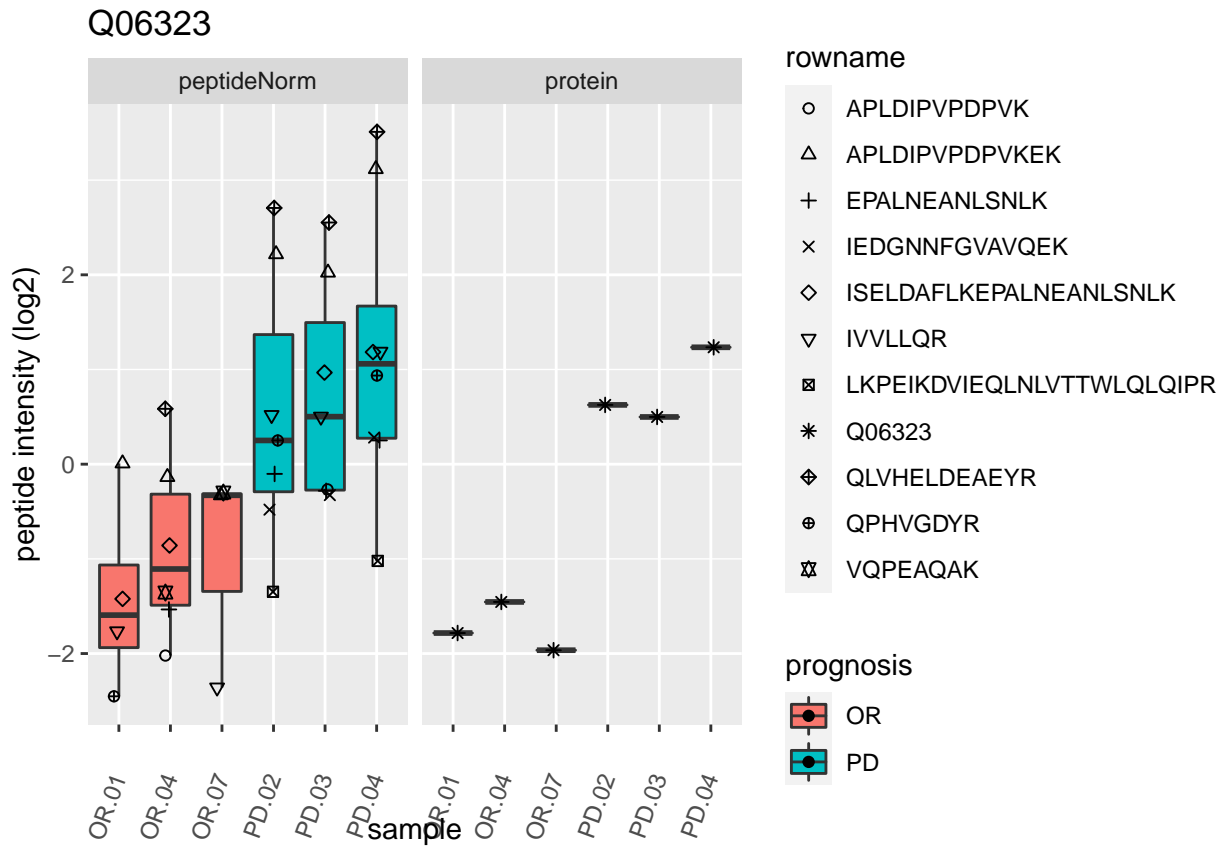 Q06323
peptideNorm
protein
peptide intensity (log2)
2
0
−2
OR.01
OR.04
OR.07
PD.02
PD.03
PD.04
OR.01
OR.04
OR.07
PD.02
PD.03
PD.04
sample
rowname
APLDIPVPDPVK
APLDIPVPDPVKEK
EPALNEANLSNLK
IEDGNNFGVAVQEK
ISELDAFLKEPALNEANLSNLK
IVVLLQR
LKPEIKDVIEQLNLVTTWLQLQIPR
Q06323
QLVHELDEAEYR
QPHVGDYR
VQPEAQAK
prognosis
OR
PD